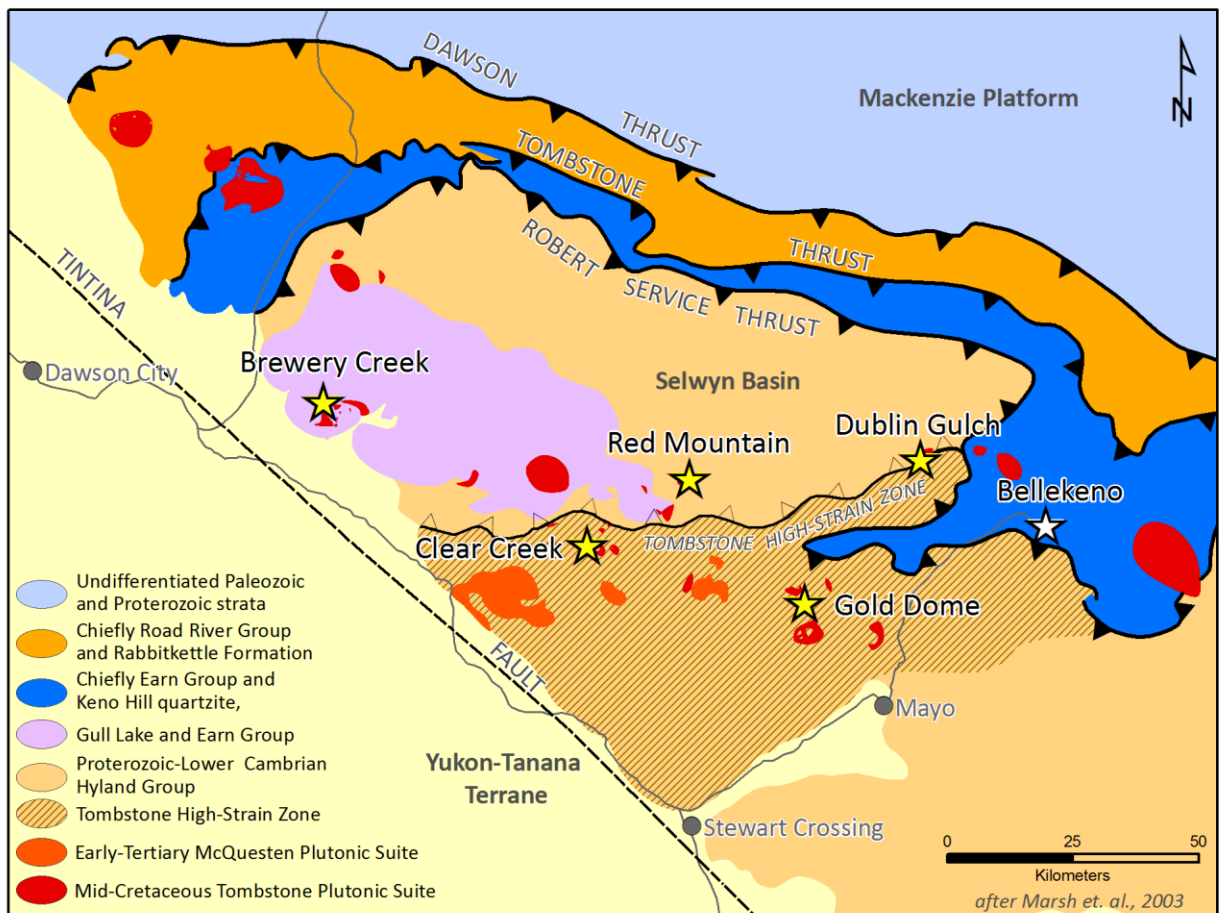 DAWSON THRUST
Mackenzie Platform
N
TOMBSTONE THRUST
ROBERT SERVICE THRUST
TINTINA FAULT
Dawson City
Brewery Creek
Selwyn Basin
Red Mountain
Dublin Gulch
Bellekeno
TOMBSTONE HIGH-STRAIN ZONE
Clear Creek
Gold Dome
Mayo
Yukon-Tanana
Terrane
Stewart Crossing
Undifferentiated Paleozoic
and Proterozoic strata
Chiefly Road River Group
and Rabbitkettle Formation
Chiefly Earn Group and
Keno Hill quartzite,
Gull Lake and Earn Group
Proterozoic-Lower Cambrian
Hyland Group
Tombstone High-Strain Zone
Early-Tertiary McQuesten Plutonic Suite
Mid-Cretaceous Tombstone Plutonic Suite
0 25 50
Kilometers
after Marsh et. al., 2003